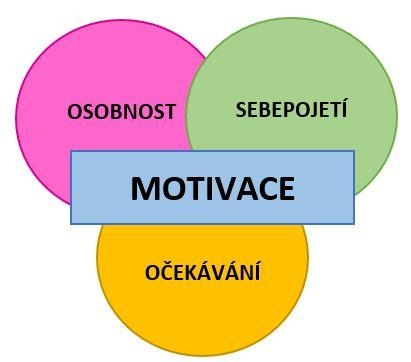 OSOBNOST
SEBEPOJETÍ
MOTIVACE
OČEKÁVÁNÍ